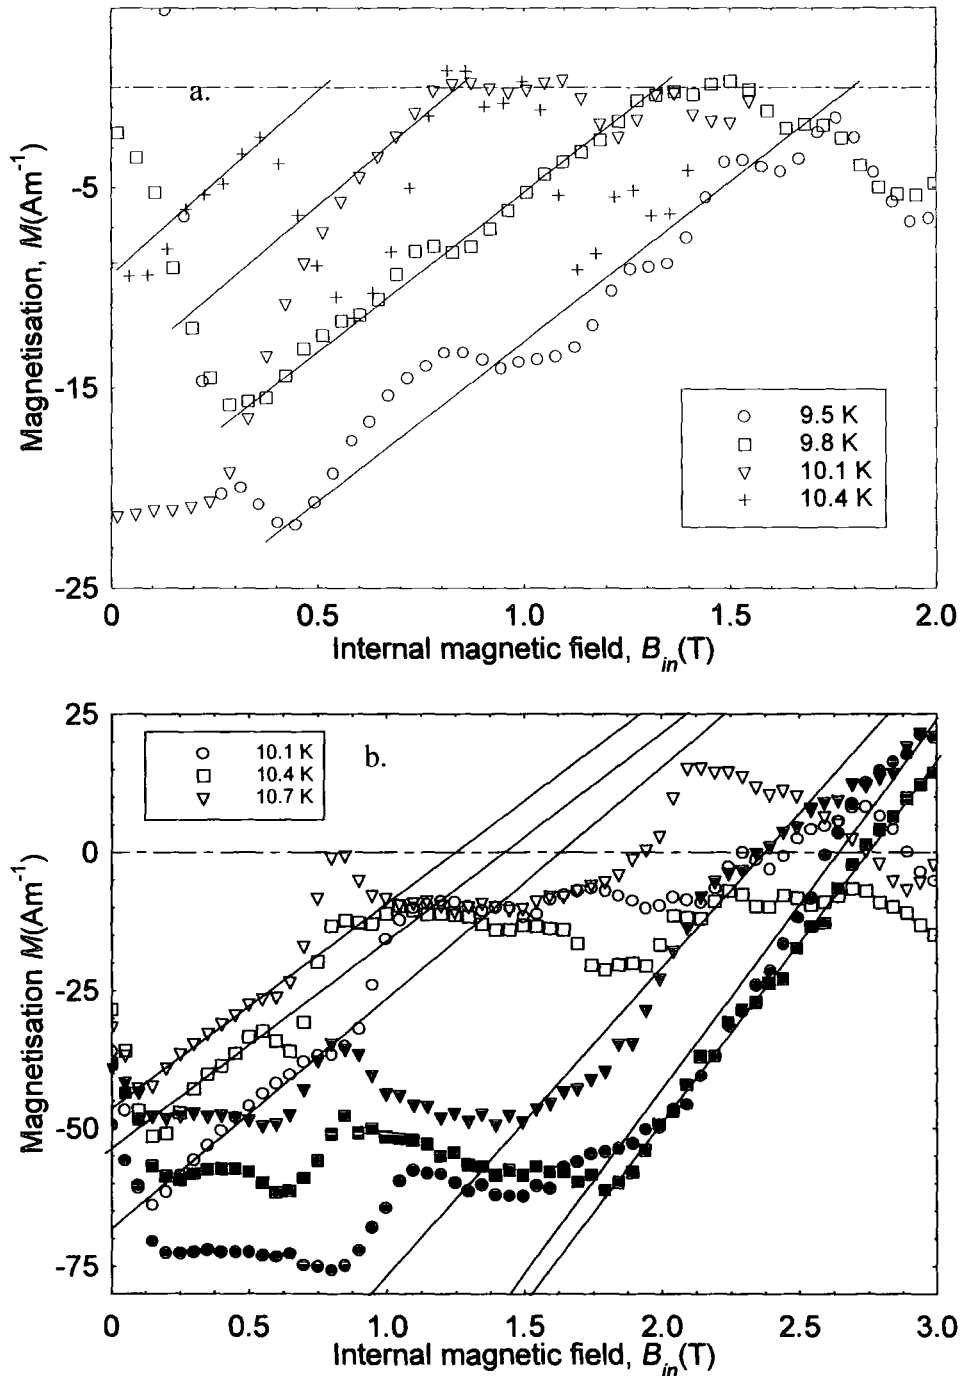 a.
-5
-15
-25
Magnetisation, M(Am⁻¹)
9.5 K
9.8 K
10.1 K
10.4 K
0 0.5 1.0 1.5 2.0
Internal magnetic field, B_in(T)
25
0
-25
-50
-75
Magnetisation M(Am⁻¹)
10.1 K
10.4 K
10.7 K
b.
0.0 0.5 1.0 1.5 2.0 2.5 3.0
Internal magnetic field, B_in(T)